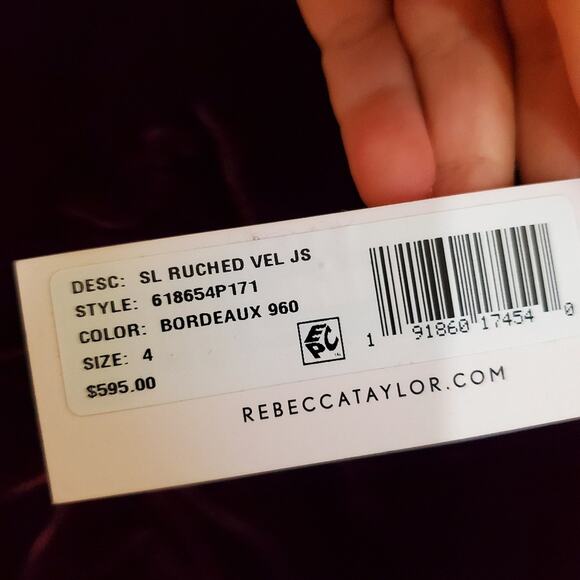 DESC: SL RUCHED VEL JS
STYLE: 618654P171
COLOR: BORDEAUX 960
SIZE: 4
$595.00
EPC
1 91860 17454 0
REBECCATAYLOR.COM